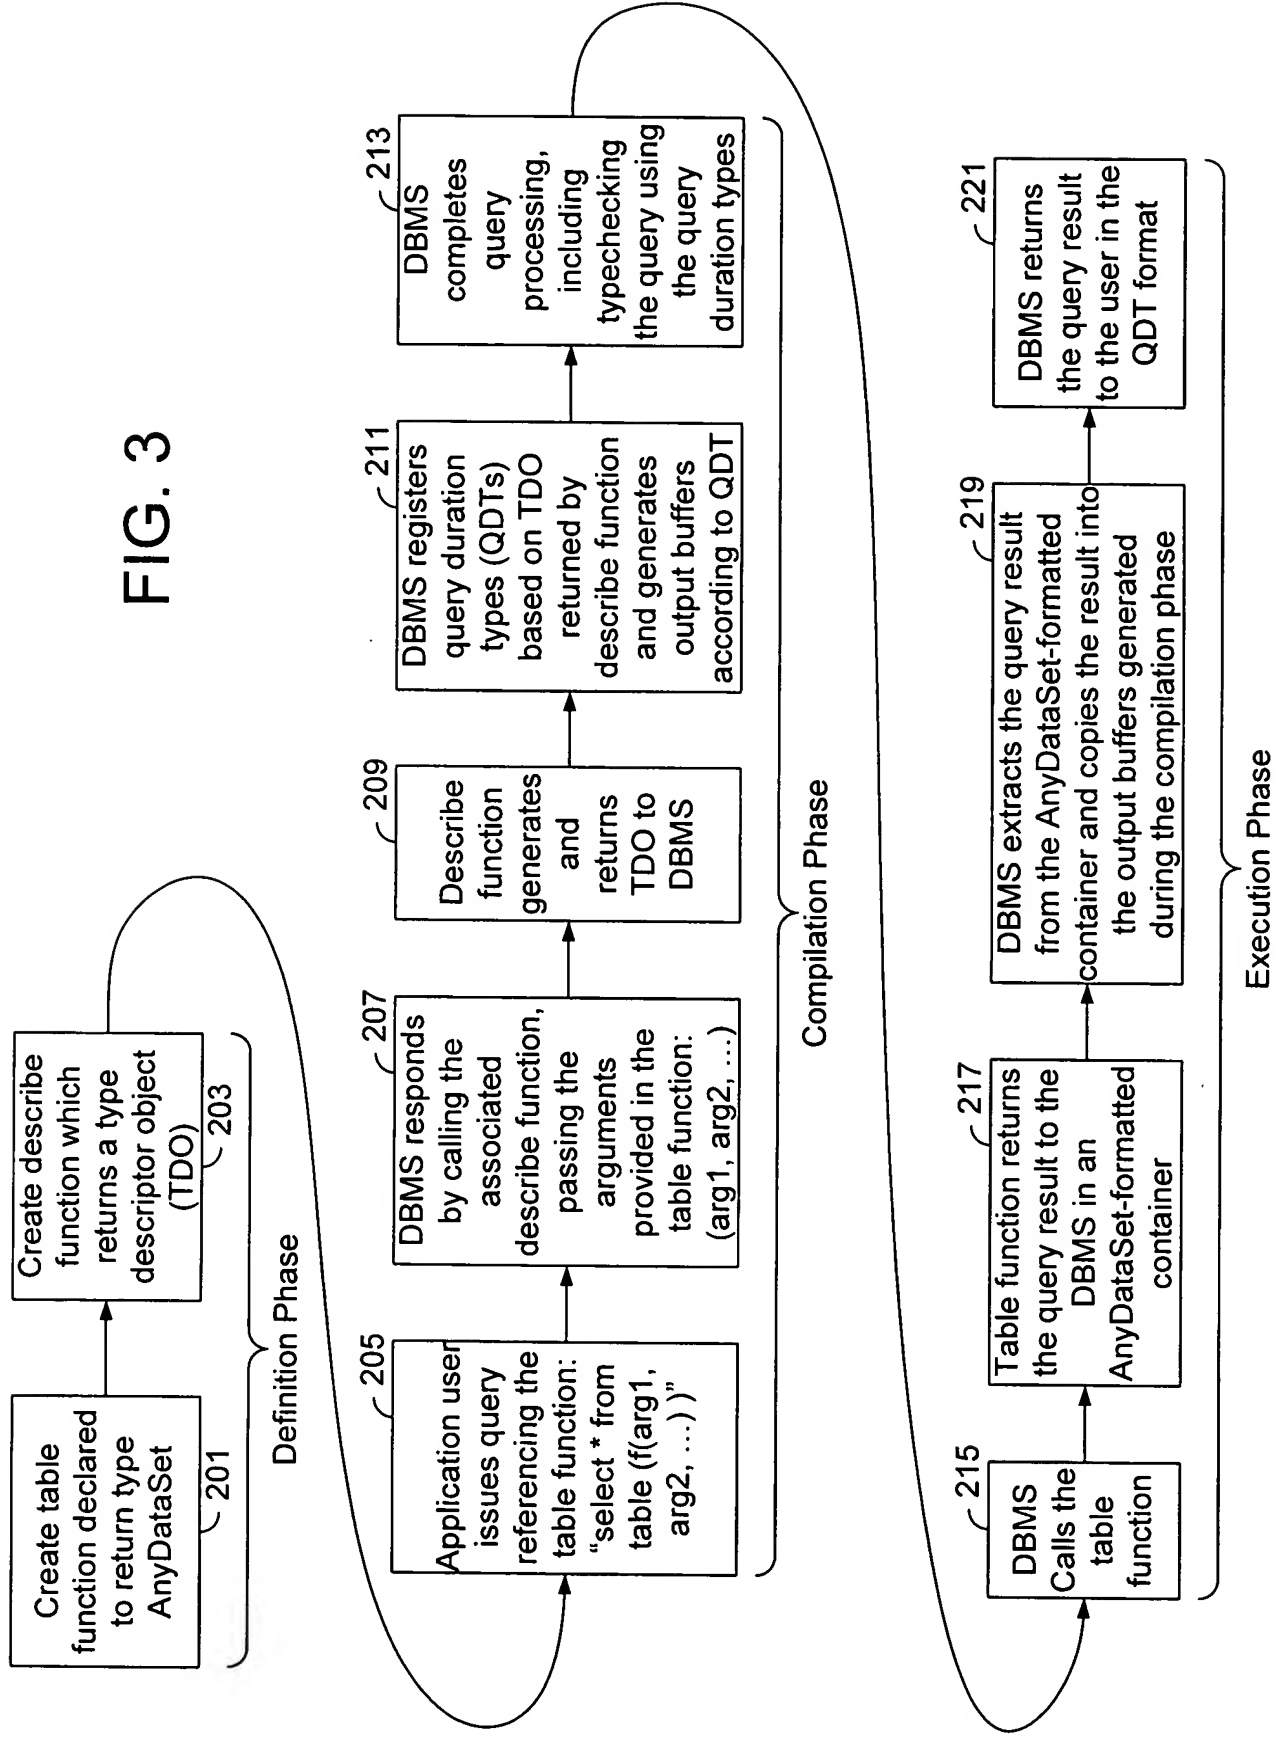 FIG. 3
Create table
function declared
to return type
AnyDataSet
201
Create describe
function which
returns a type
descriptor object
(TDO)
203
Definition Phase
205
Application user
issues query
referencing the
table function:
“select * from
table (f(arg1,
arg2, …) )”
207
DBMS responds
by calling the
associated
describe function,
passing the
arguments
provided in the
table function:
(arg1, arg2, …)
209
Describe
function
generates
and
returns
TDO to
DBMS
211
DBMS registers
query duration
types (QDTs)
based on TDO
returned by
describe function
and generates
output buffers
according to QDT
213
DBMS
completes
query
processing,
including
typechecking
the query using
the query
duration types
Compilation Phase
215
DBMS
Calls the
table
function
217
Table function returns
the query result to the
DBMS in an
AnyDataSet-formatted
container
219
DBMS extracts the query result
from the AnyDataSet-formatted
container and copies the result into
the output buffers generated
during the compilation phase
221
DBMS returns
the query result
to the user in the
QDT format
Execution Phase